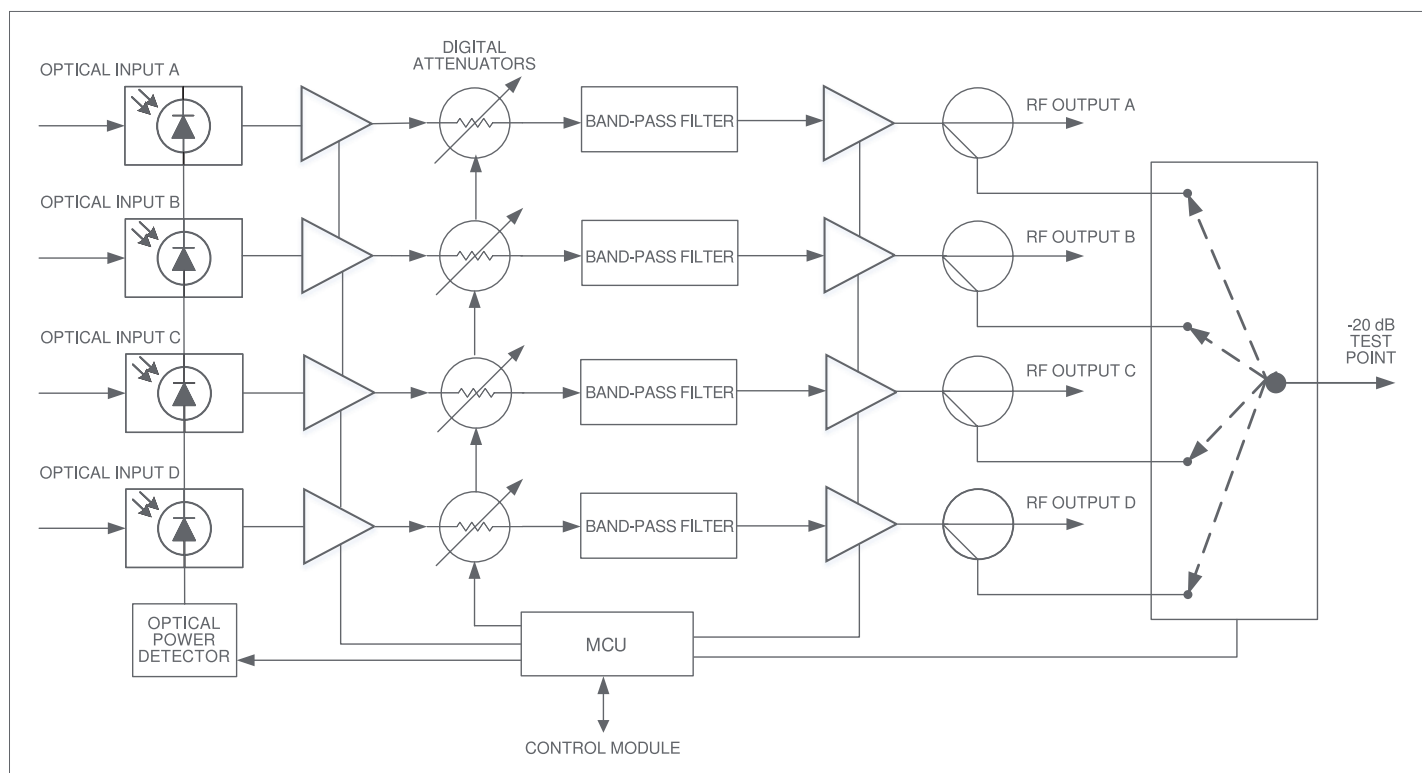 DIGITAL
ATTENUATORS
OPTICAL INPUT A
BAND-PASS FILTER
RF OUTPUT A
OPTICAL INPUT B
BAND-PASS FILTER
RF OUTPUT B
OPTICAL INPUT C
BAND-PASS FILTER
RF OUTPUT C
-20 dB
TEST
POINT
OPTICAL INPUT D
BAND-PASS FILTER
RF OUTPUT D
OPTICAL
POWER
DETECTOR
MCU
CONTROL MODULE